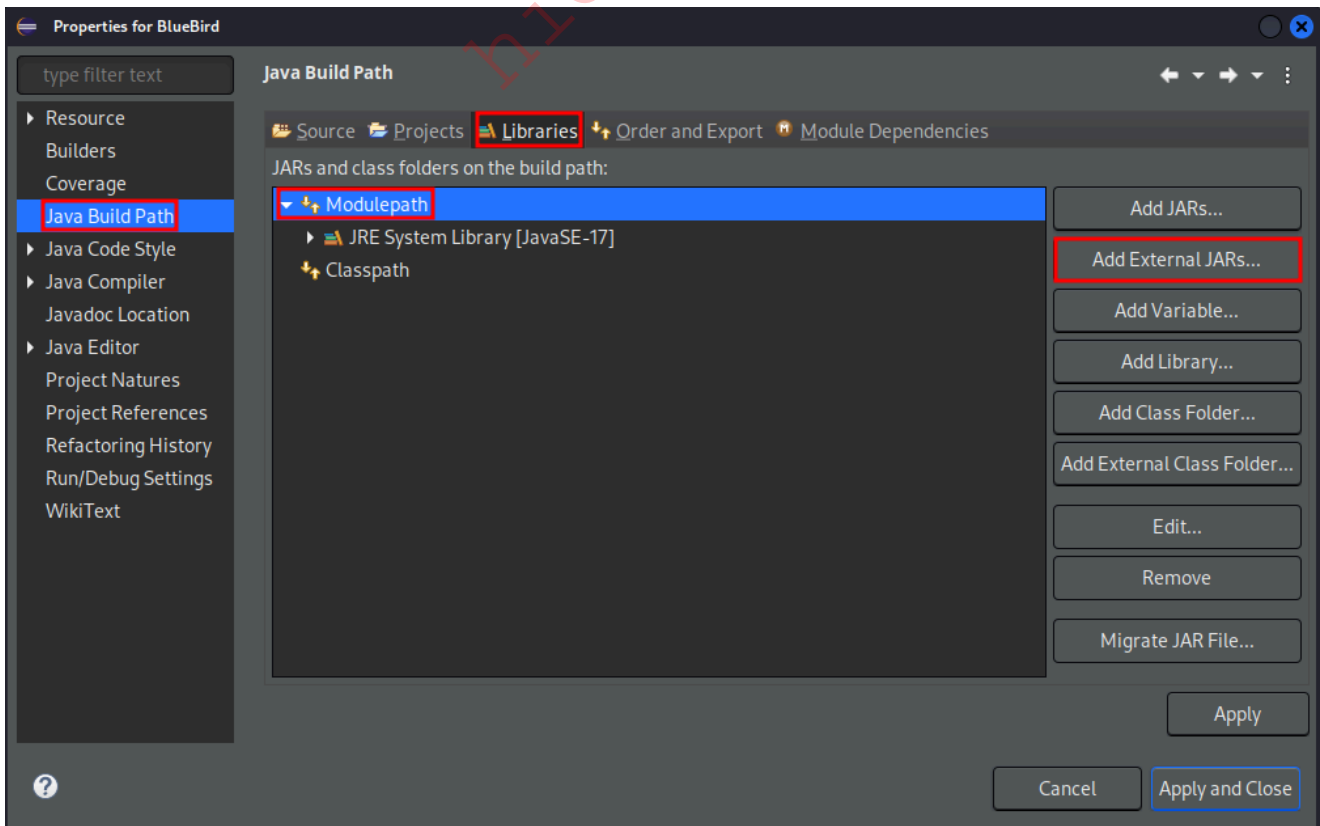 Properties for BlueBird
type filter text
Java Build Path
Resource
Builders
Coverage
Java Build Path
Java Code Style
Java Compiler
Javadoc Location
Java Editor
Project Natures
Project References
Refactoring History
Run/Debug Settings
WikiText
Source Projects Libraries Order and Export Module Dependencies
JARs and class folders on the build path:
Modulepath
JRE System Library [JavaSE-17]
Classpath
Add JARs...
Add External JARs...
Add Variable...
Add Library...
Add Class Folder...
Add External Class Folder...
Edit...
Remove
Migrate JAR File...
Apply
Cancel Apply and Close